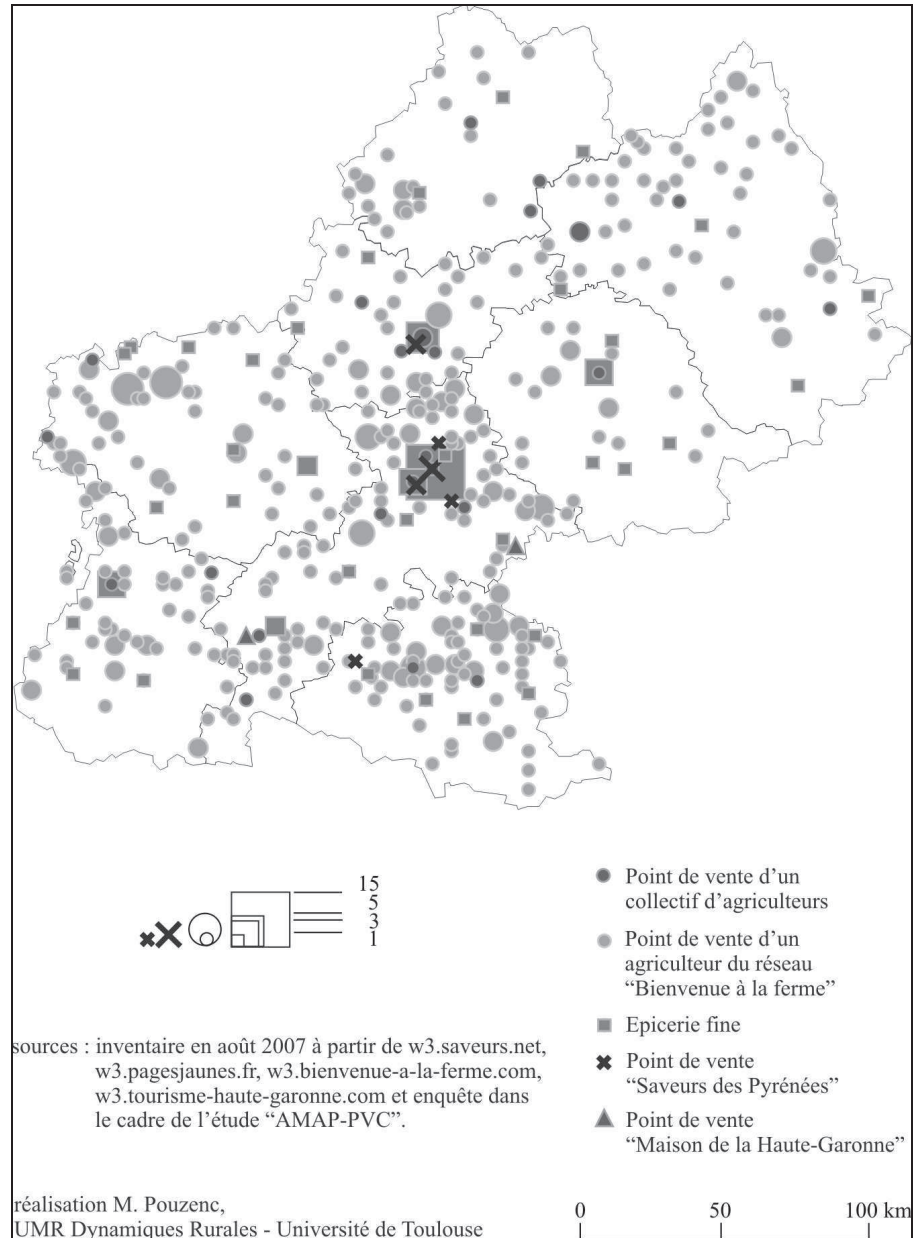 15
5
3
1
Point de vente d’un
collectif d’agriculteurs
Point de vente d’un
agriculteur du réseau
“Bienvenue à la ferme”
Epicerie fine
Point de vente
“Saveurs des Pyrénées”
Point de vente
“Maison de la Haute-Garonne”
sources : inventaire en août 2007 à partir de w3.saveurs.net,
w3.pagesjaunes.fr, w3.bienvenue-a-la-ferme.com,
w3.tourisme-haute-garonne.com et enquête dans
le cadre de l’étude “AMAP-PVC”.
réalisation M. Pouzenc,
UMR Dynamiques Rurales - Université de Toulouse
0 50 100 km